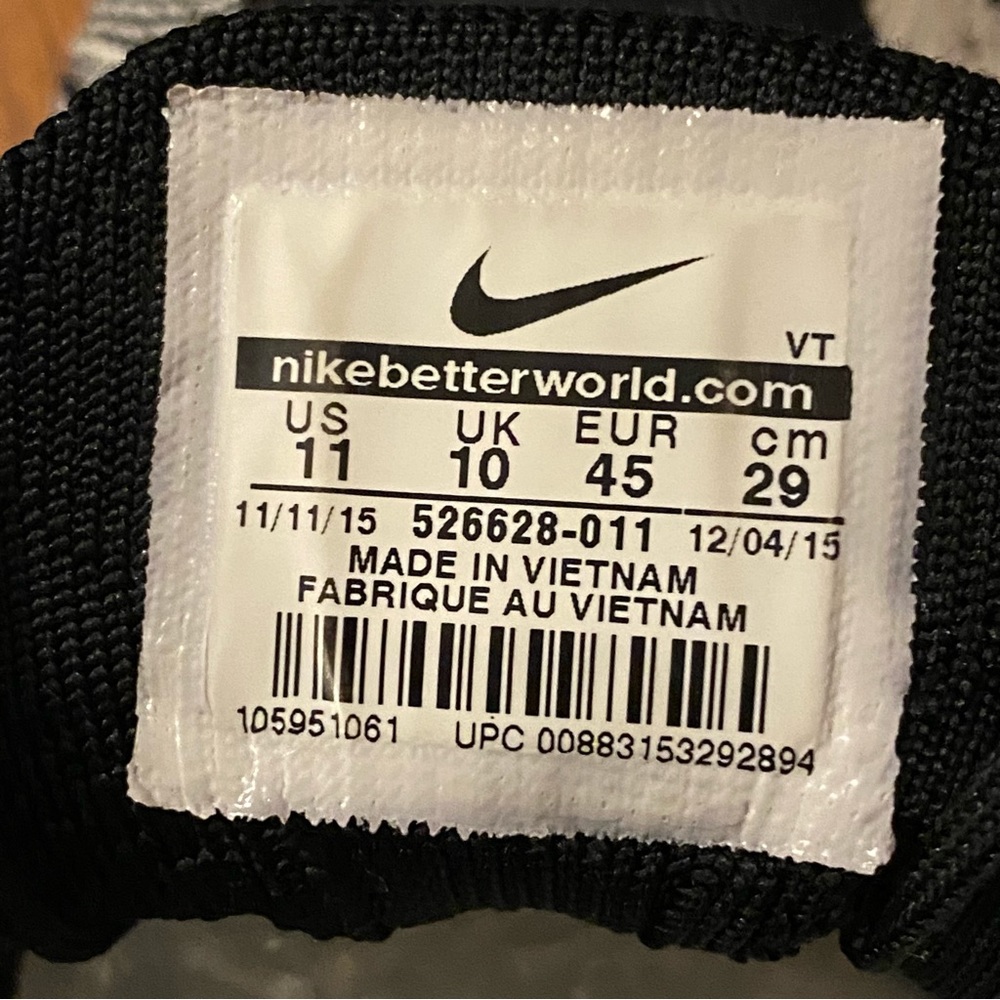 VT
nikebetterworld.com
US UK EUR cm
11 10 45 29
11/11/15 526628-011 12/04/15
MADE IN VIETNAM
FABRIQUE AU VIETNAM
105951061 UPC 00883153292894